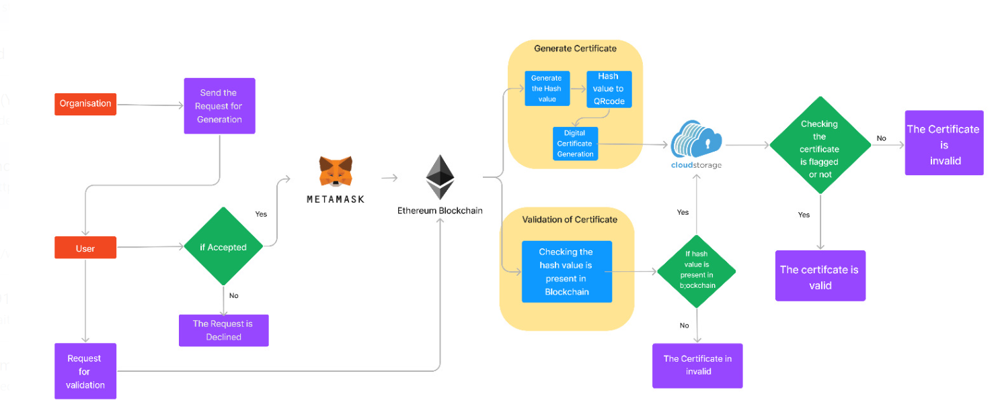 Organisation
Send the
Request for
Generation
User
if Accepted
Yes
No
The Request is
Declined
Request
for
validation
METAMASK
Ethereum Blockchain
Generate Certificate
Generate
the Hash
value
Hash
value to
QRcode
Digital
Certificate
Generation
Validation of Certificate
Checking the
hash value is
present in
Blockchain
cloudstorage
Yes
If hash
value is
present in
b;ockchain
No
The Certificate in
invalid
Checking
the
certificate
is flagged
or not
No
The Certificate
is
invalid
Yes
The certifcate is
valid